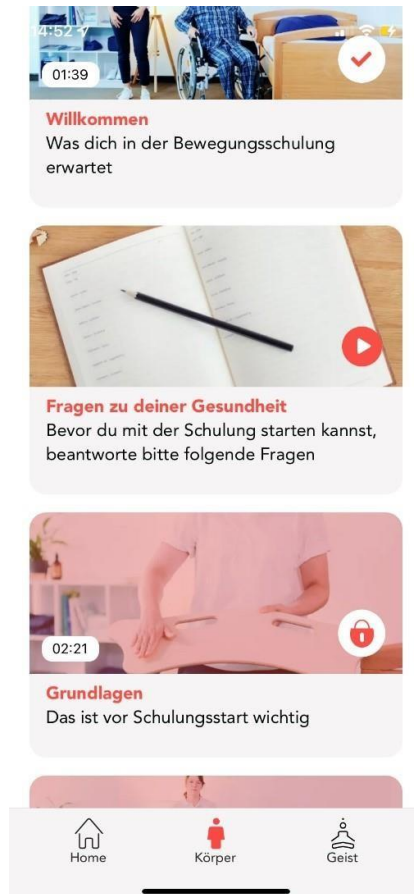 14:52
01:39
Willkommen
Was dich in der Bewegungsschulung
erwartet
Fragen zu deiner Gesundheit
Bevor du mit der Schulung starten kannst,
beantworte bitte folgende Fragen
02:21
Grundlagen
Das ist vor Schulungsstart wichtig
Home
Körper
Geist